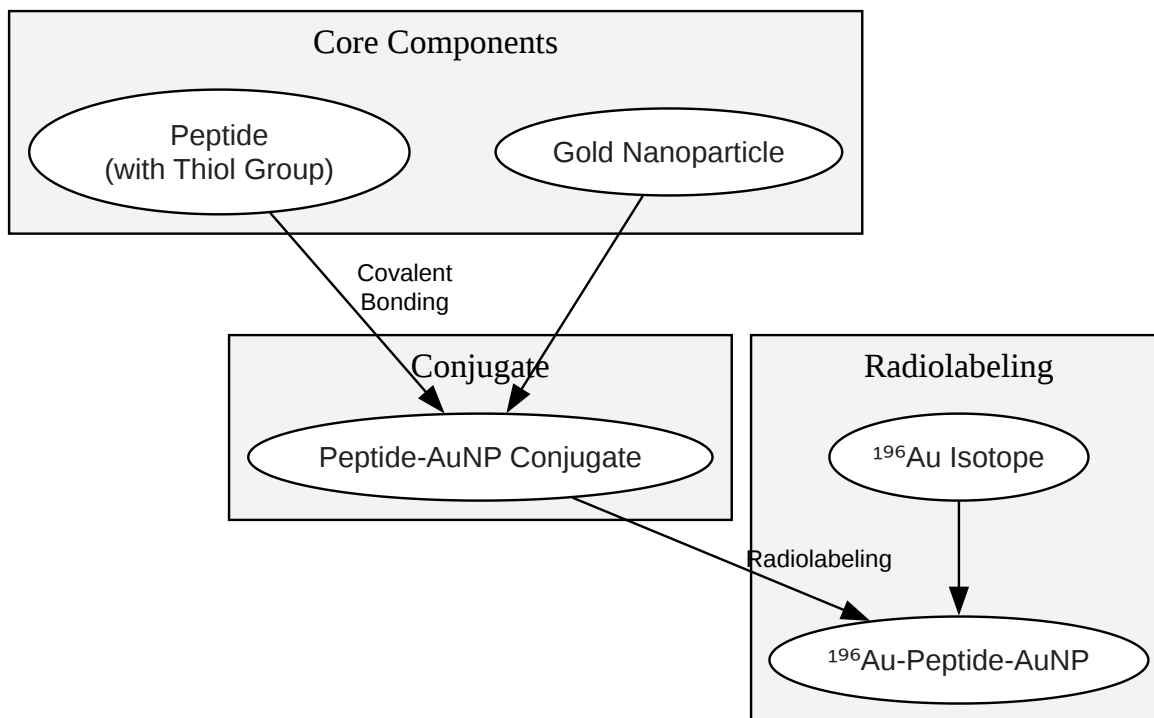 Core Components
Peptide
(with Thiol Group)
Gold Nanoparticle
Covalent
Bonding
Conjugate
Radiolabeling
Peptide-AuNP Conjugate
¹⁹⁶Au Isotope
Radiolabeling
¹⁹⁶Au-Peptide-AuNP